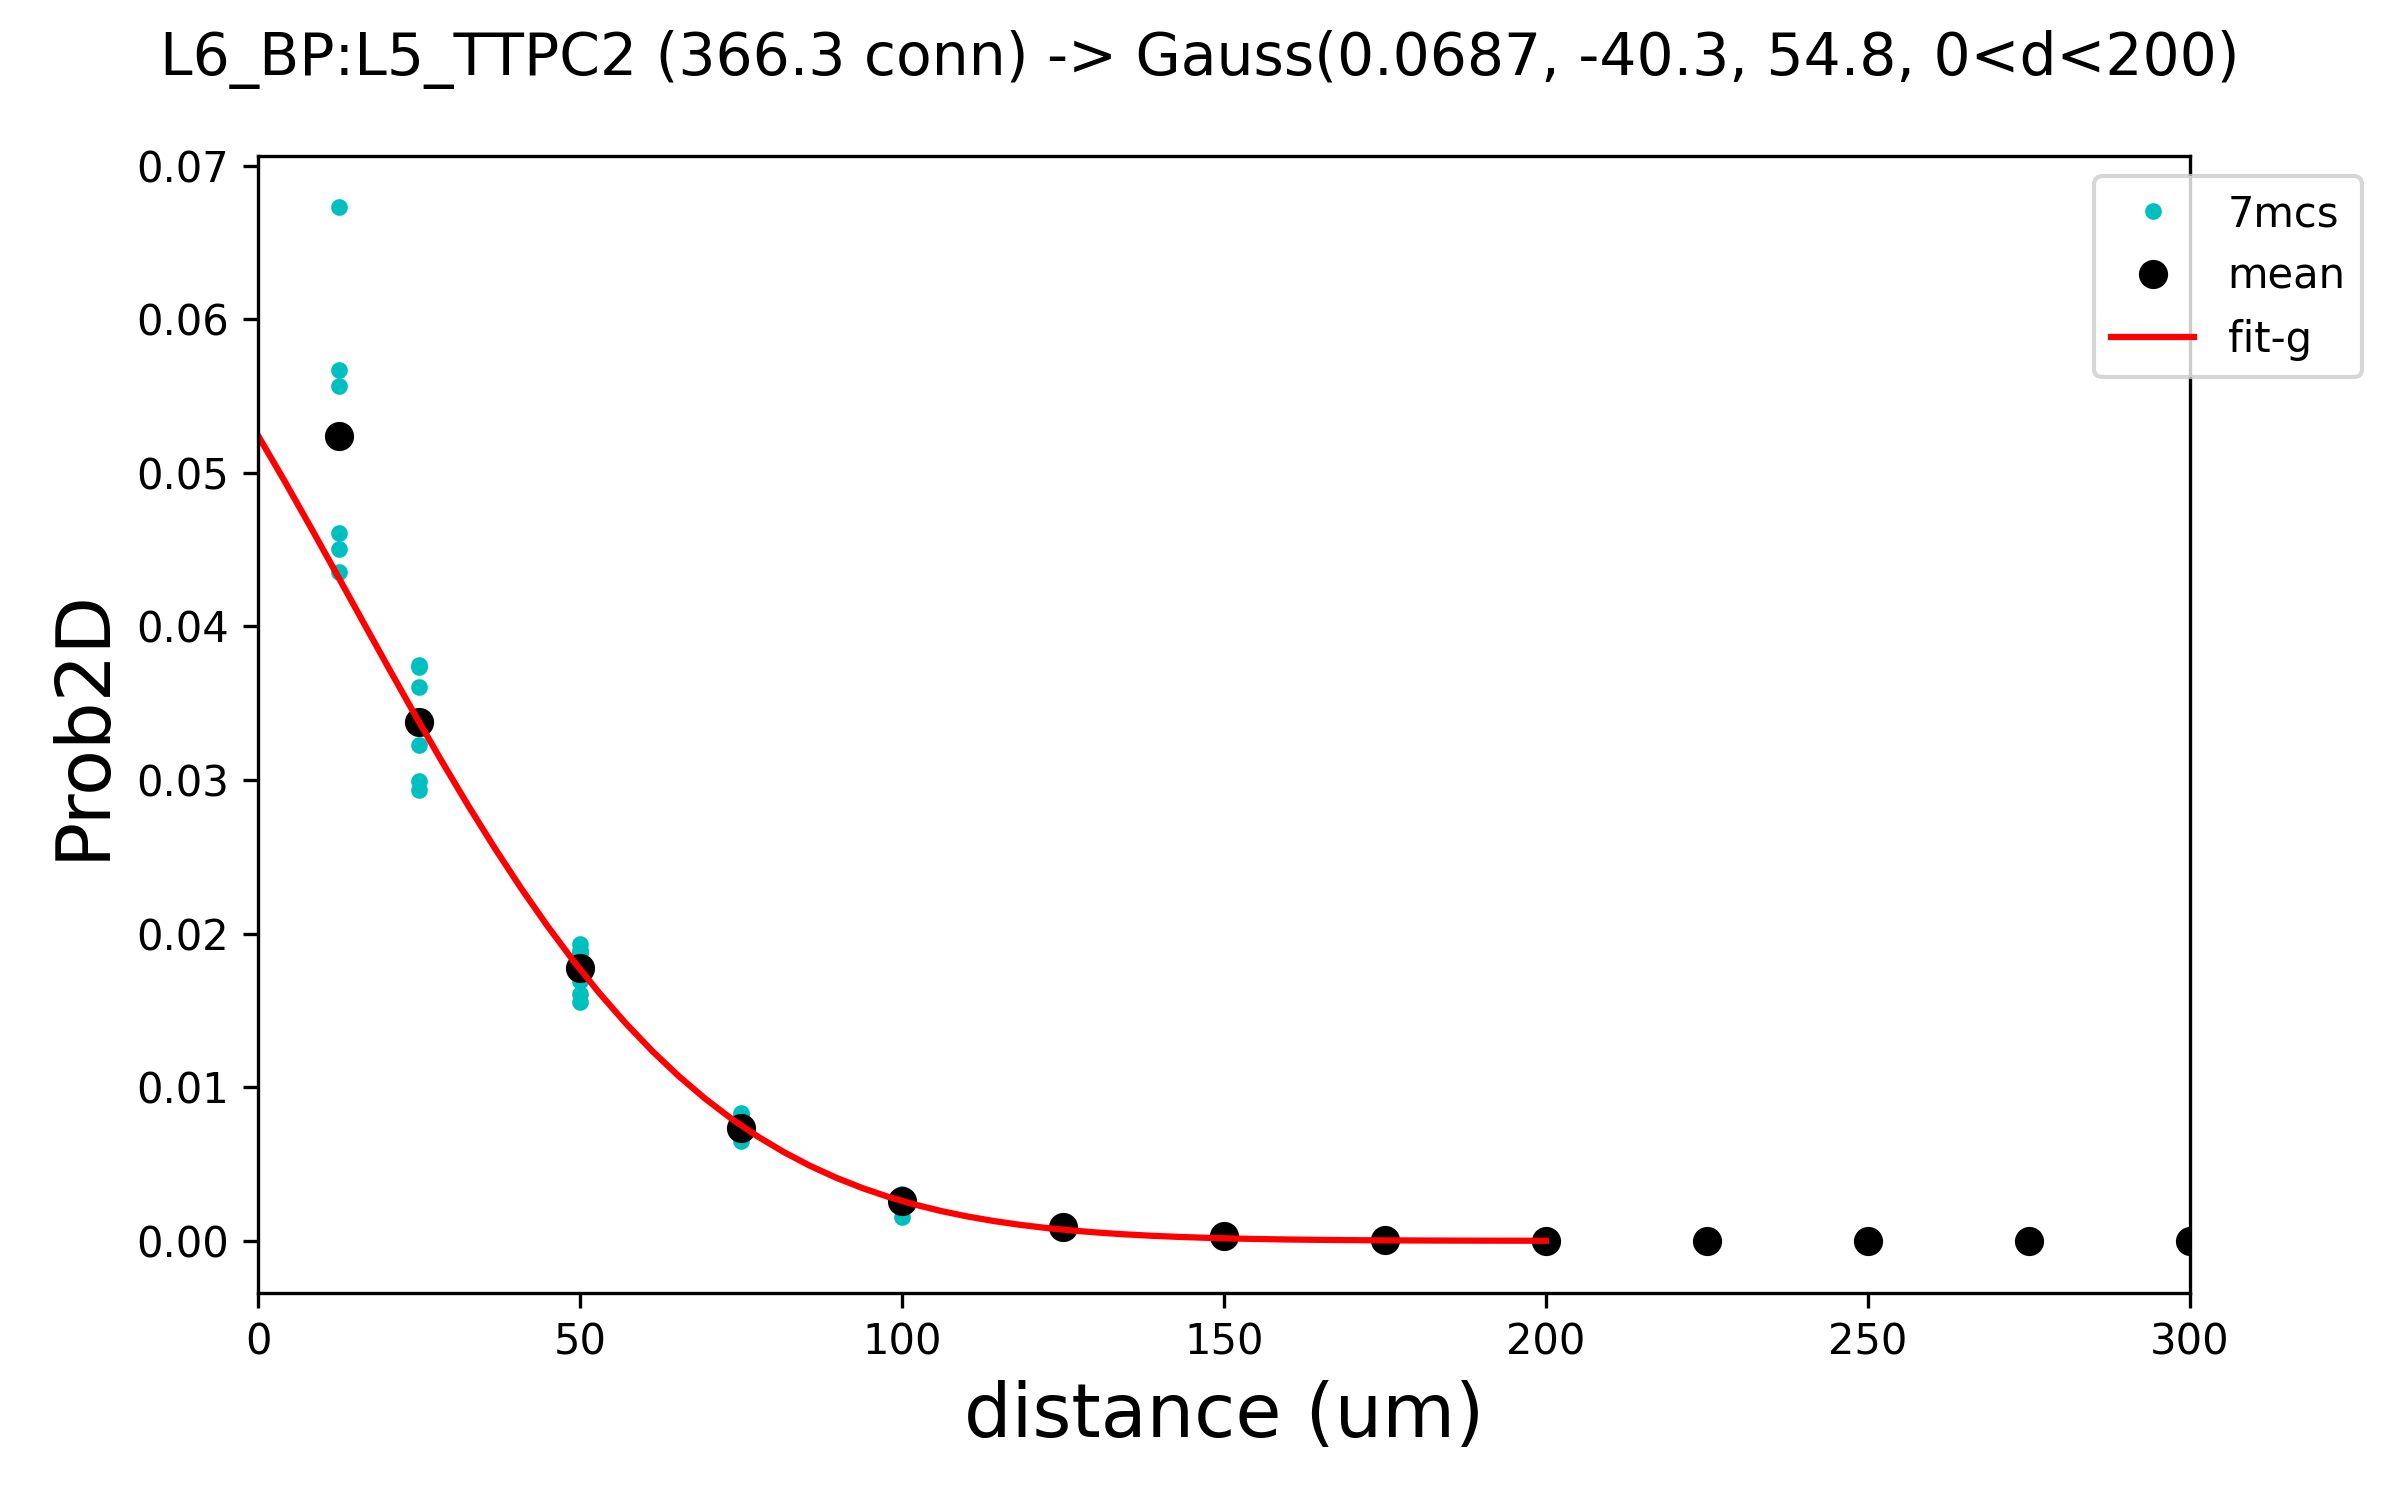 L6_BP:L5_TTPC2 (366.3 conn) -> Gauss(0.0687, -40.3, 54.8, 0<d<200)
0.07
0.06
0.05
0.04
0.03
0.02
0.01
0.00
Prob2D
7mcs
mean
fit-g
0 50 100 150 200 250 300
distance (um)